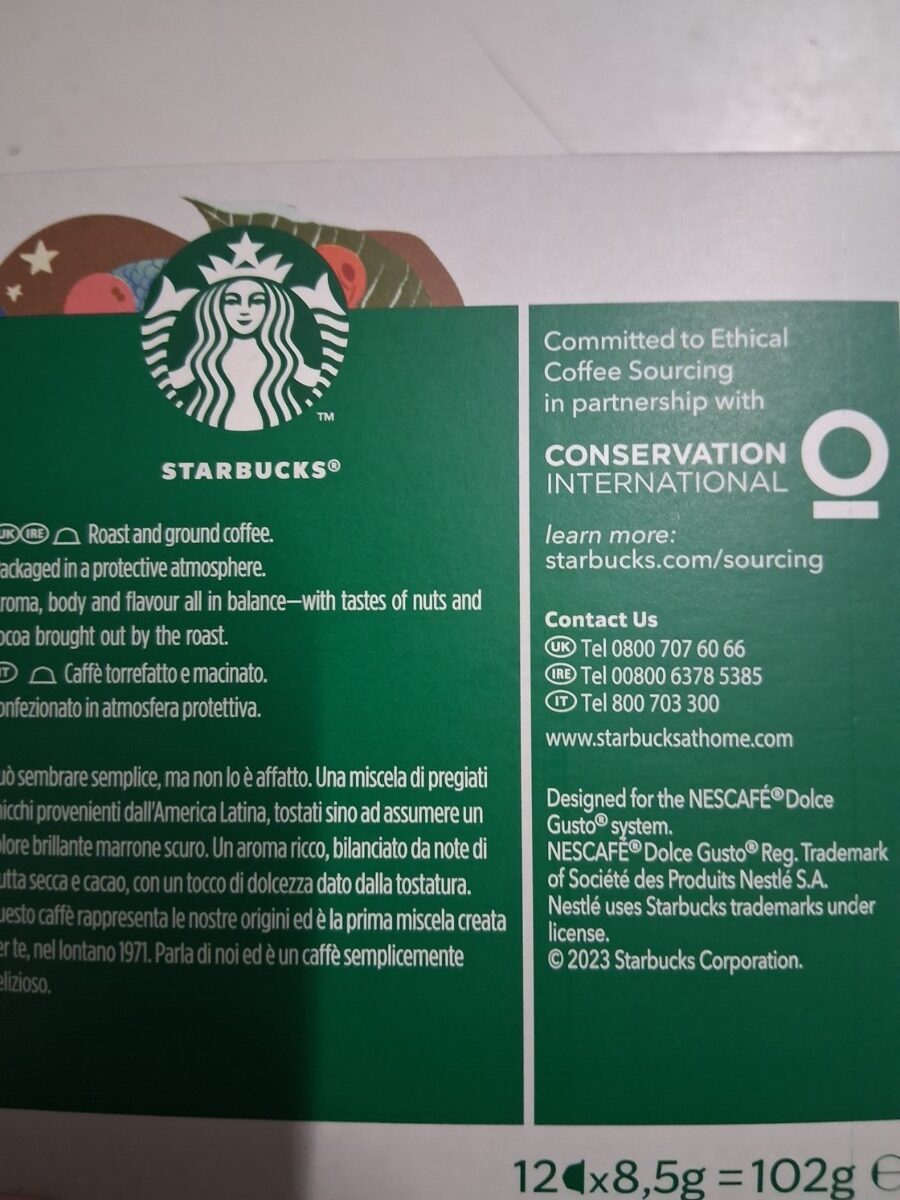 ™
STARBUCKS®
UK IRE Roast and ground coffee.
ackaged in a protective atmosphere.
roma, body and flavour all in balance—with tastes of nuts and
ocoa brought out by the roast.
IT Caffè torrefatto e macinato.
onfezionato in atmosfera protettiva.
uò sembrare semplice, ma non lo è affatto. Una miscela di pregiati
icchi provenienti dall'America Latina, tostati sino ad assumere un
olore brillante marrone scuro. Un aroma ricco, bilanciato da note di
utta secca e cacao, con un tocco di dolcezza dato dalla tostatura.
uesto caffè rappresenta le nostre origini ed è la prima miscela creata
er te, nel lontano 1971. Parla di noi ed è un caffè semplicemente
elizioso.
Committed to Ethical
Coffee Sourcing
in partnership with
CONSERVATION
INTERNATIONAL
learn more:
starbucks.com/sourcing
Contact Us
UK Tel 0800 707 60 66
IRE Tel 00800 6378 5385
IT Tel 800 703 300
www.starbucksathome.com
Designed for the NESCAFÉ® Dolce
Gusto® system.
NESCAFÉ® Dolce Gusto® Reg. Trademark
of Société des Produits Nestlé S.A.
Nestlé uses Starbucks trademarks under
license.
© 2023 Starbucks Corporation.
12 x8,5g = 102g ℮